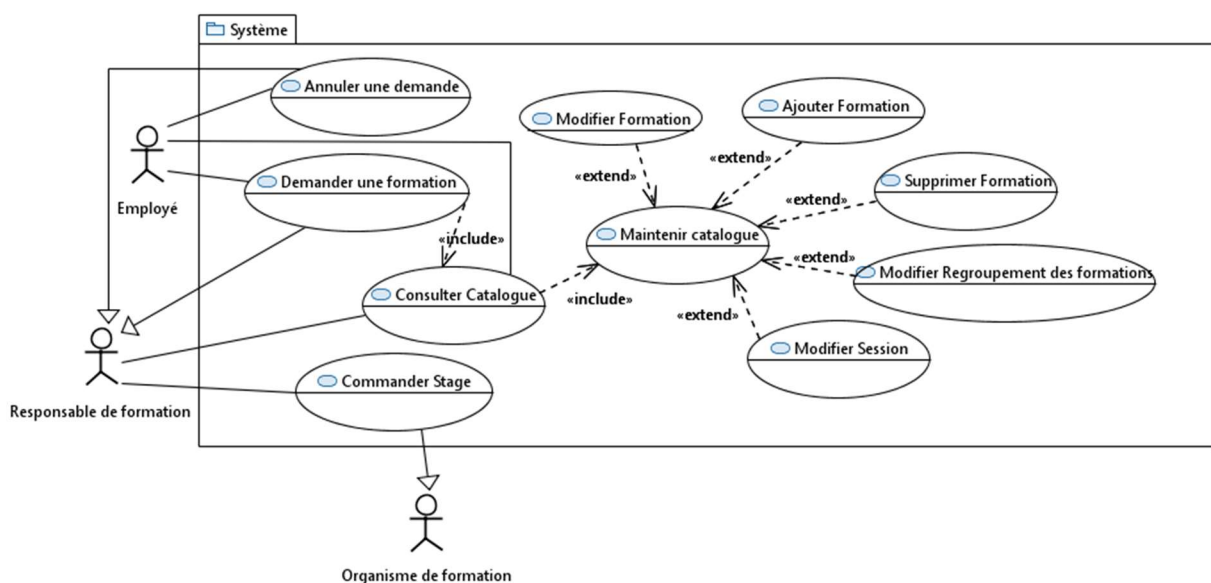 Système
Annuler une demande
Modifier Formation
Ajouter Formation
«extend»
«extend»
Demander une formation
Supprimer Formation
«extend»
Employé
Maintenir catalogue
«include»
«extend»
Modifier Regroupement des formations
Consulter Catalogue
«include»
«extend»
Modifier Session
Commander Stage
Responsable de formation
Organisme de formation